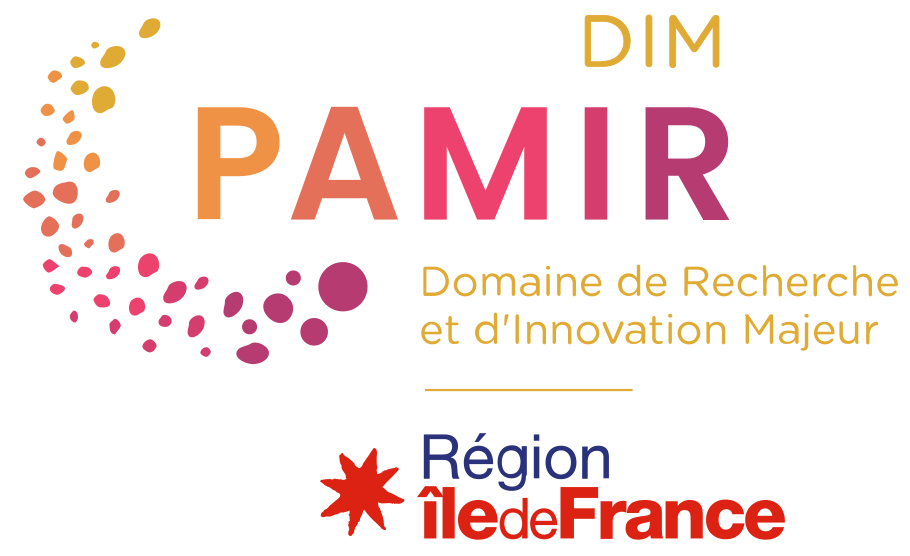 DIM
PAMIR
Domaine de Recherche
et d'Innovation Majeur
Région
îledeFrance